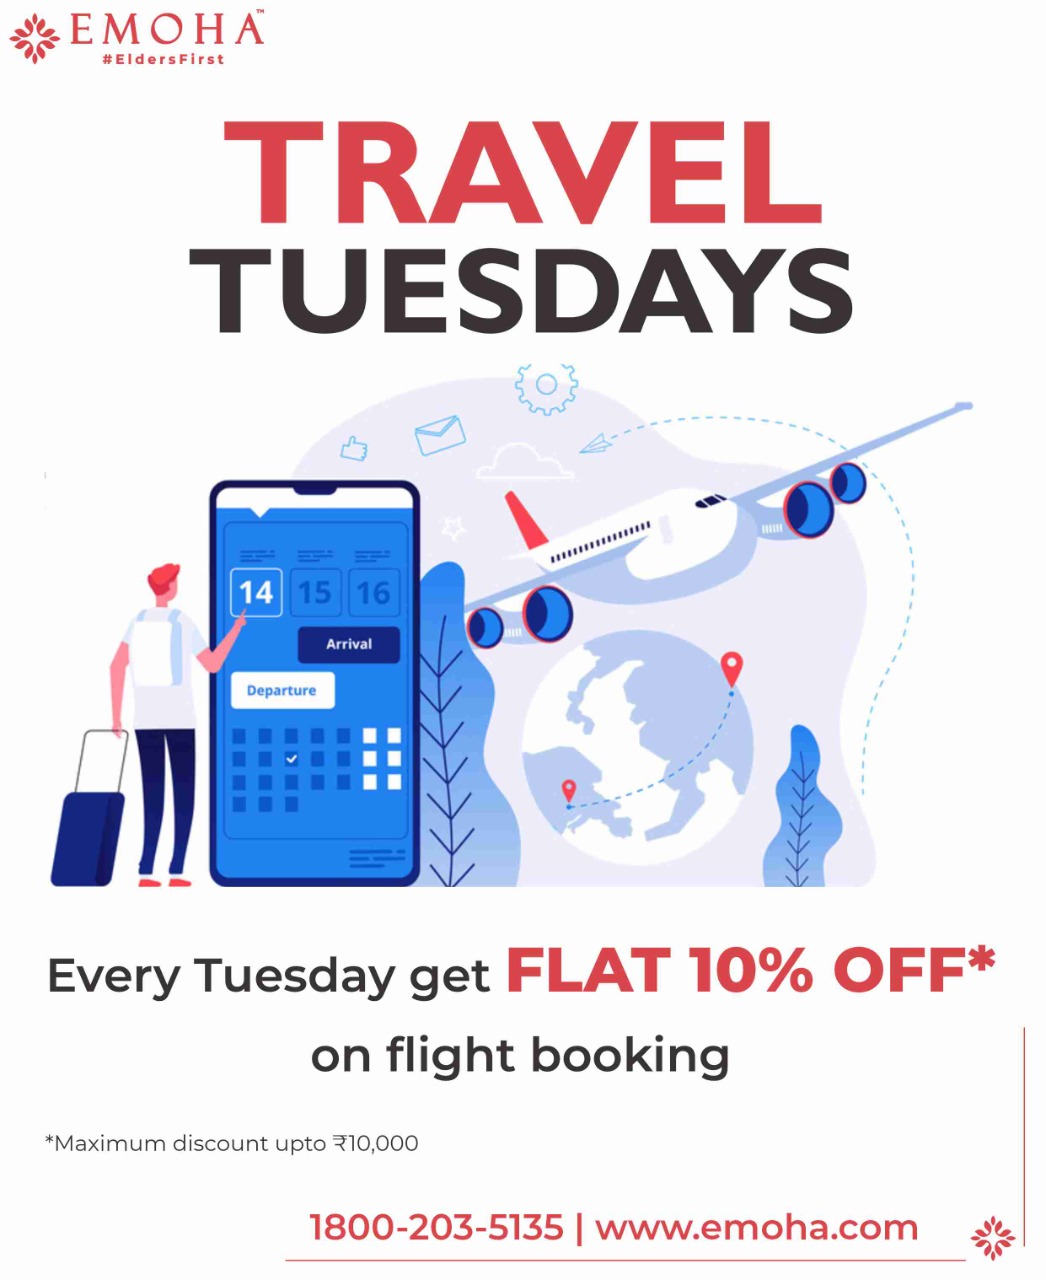 EMOHA™
#EldersFirst
TRAVEL
TUESDAYS
14 15 16
Arrival
Departure
Every Tuesday get FLAT 10% OFF*
on flight booking
*Maximum discount upto ₹10,000
1800-203-5135 | www.emoha.com